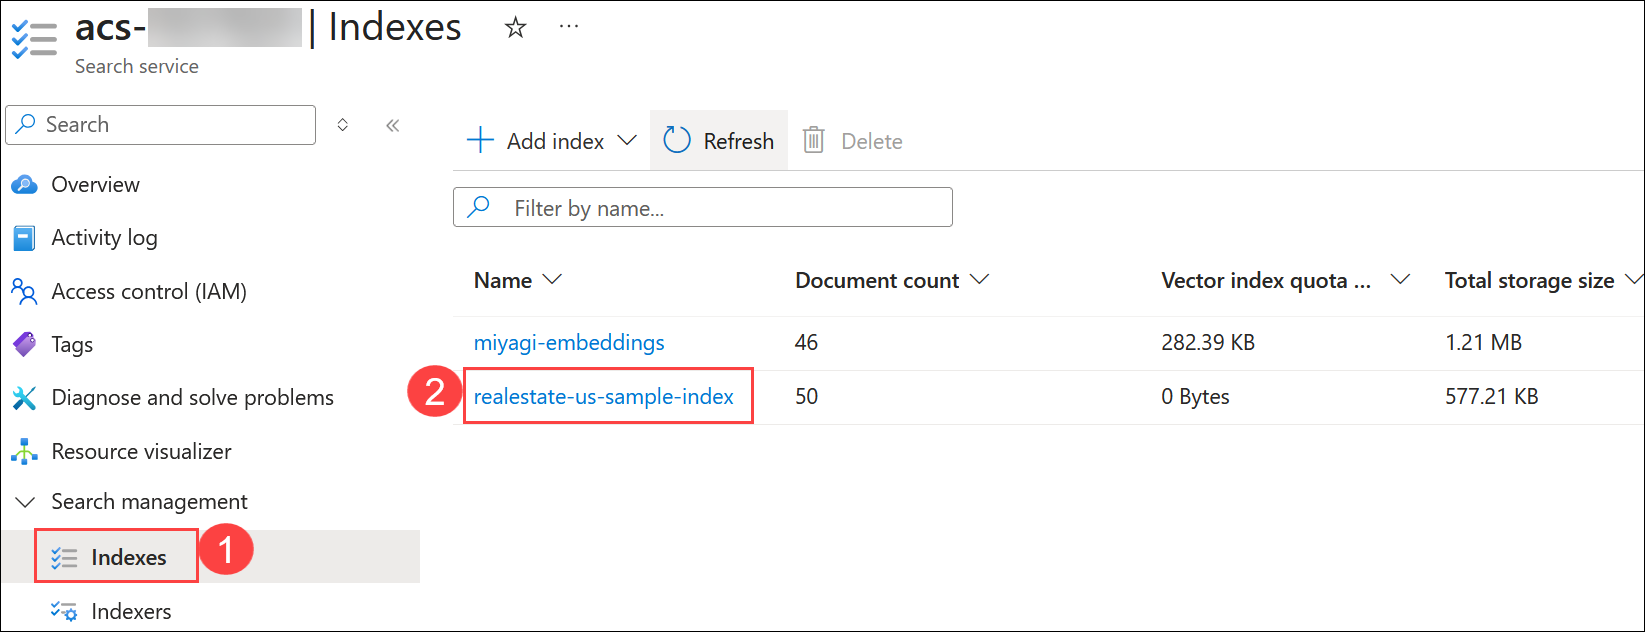 acs- | Indexes
Search service
Search
Overview
Activity log
Access control (IAM)
Tags
Diagnose and solve problems
Resource visualizer
Search management
Indexes 1
Indexers
Add index Refresh Delete
Filter by name...
Name Document count Vector index quota ... Total storage size
miyagi-embeddings 46 282.39 KB 1.21 MB
2 realestate-us-sample-index 50 0 Bytes 577.21 KB